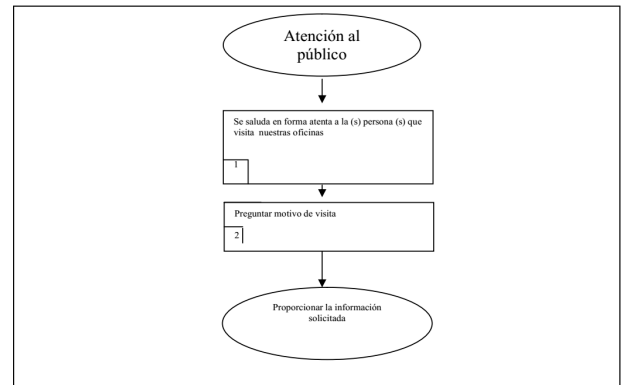 Atención al
público
Se saluda en forma atenta a la (s) persona (s) que
visita nuestras oficinas
1
Preguntar motivo de visita
2
Proporcionar la información
solicitada